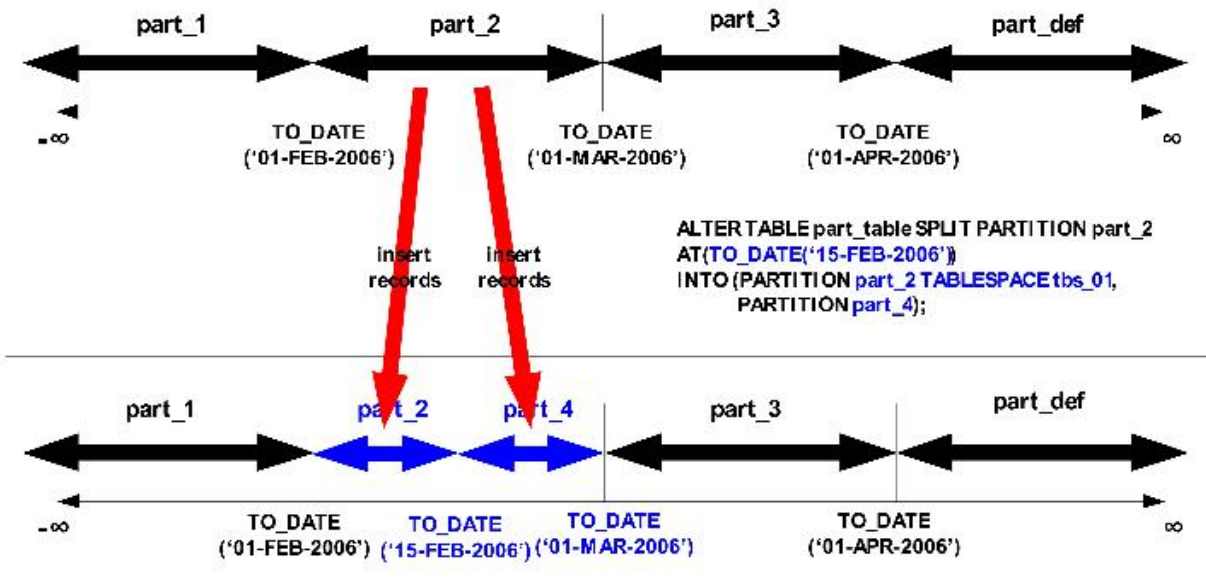 part_1
part_2
part_3
part_def
-∞
TO_DATE
('01-FEB-2006')
TO_DATE
('01-MAR-2006')
TO_DATE
('01-APR-2006')
∞
ALTER TABLE part_table SPLIT PARTITION part_2
AT(TO_DATE('15-FEB-2006'))
INTO (PARTITION part_2 TABLESPACE tbs_01,
PARTITION part_4);
insert
records
insert
records
part_1
part_2
part_4
part_3
part_def
-∞
TO_DATE
('01-FEB-2006')
TO_DATE
('15-FEB-2006')
TO_DATE
('01-MAR-2006')
TO_DATE
('01-APR-2006')
∞